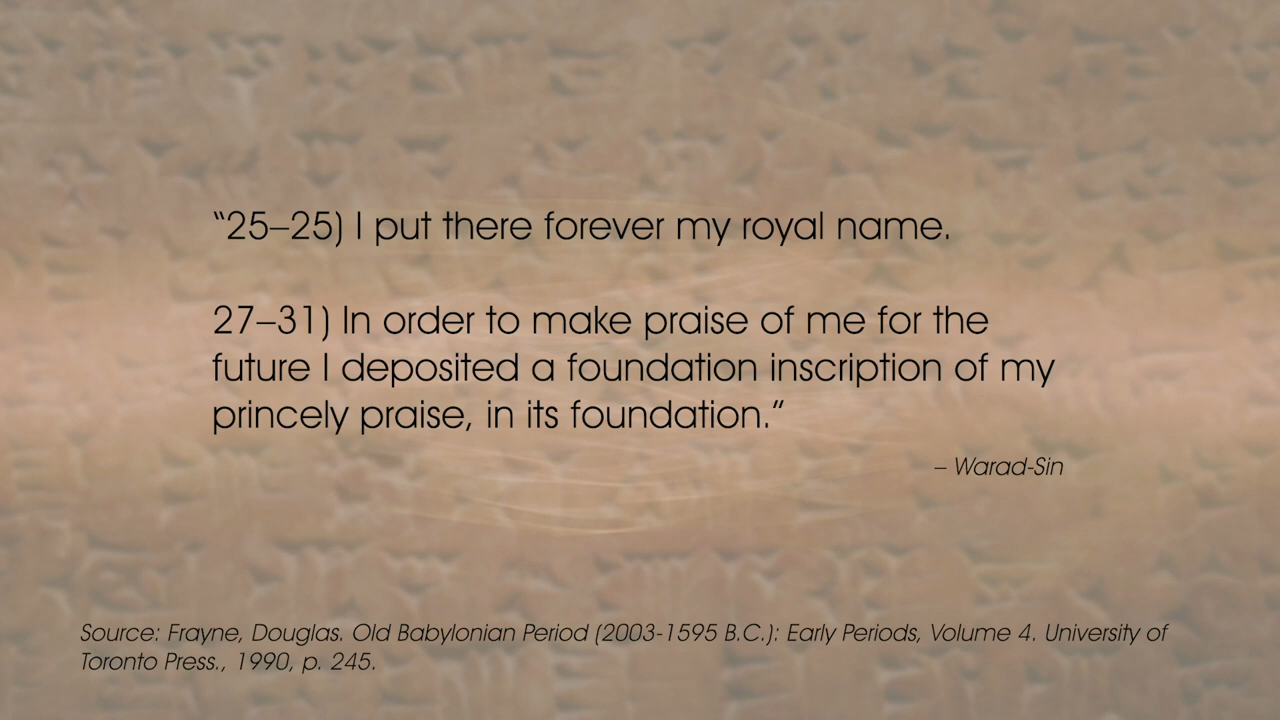 “25–25) I put there forever my royal name.
27–31) In order to make praise of me for the
future I deposited a foundation inscription of my
princely praise, in its foundation.”
– Warad-Sin
Source: Frayne, Douglas. Old Babylonian Period (2003-1595 B.C.): Early Periods, Volume 4. University of
Toronto Press., 1990, p. 245.